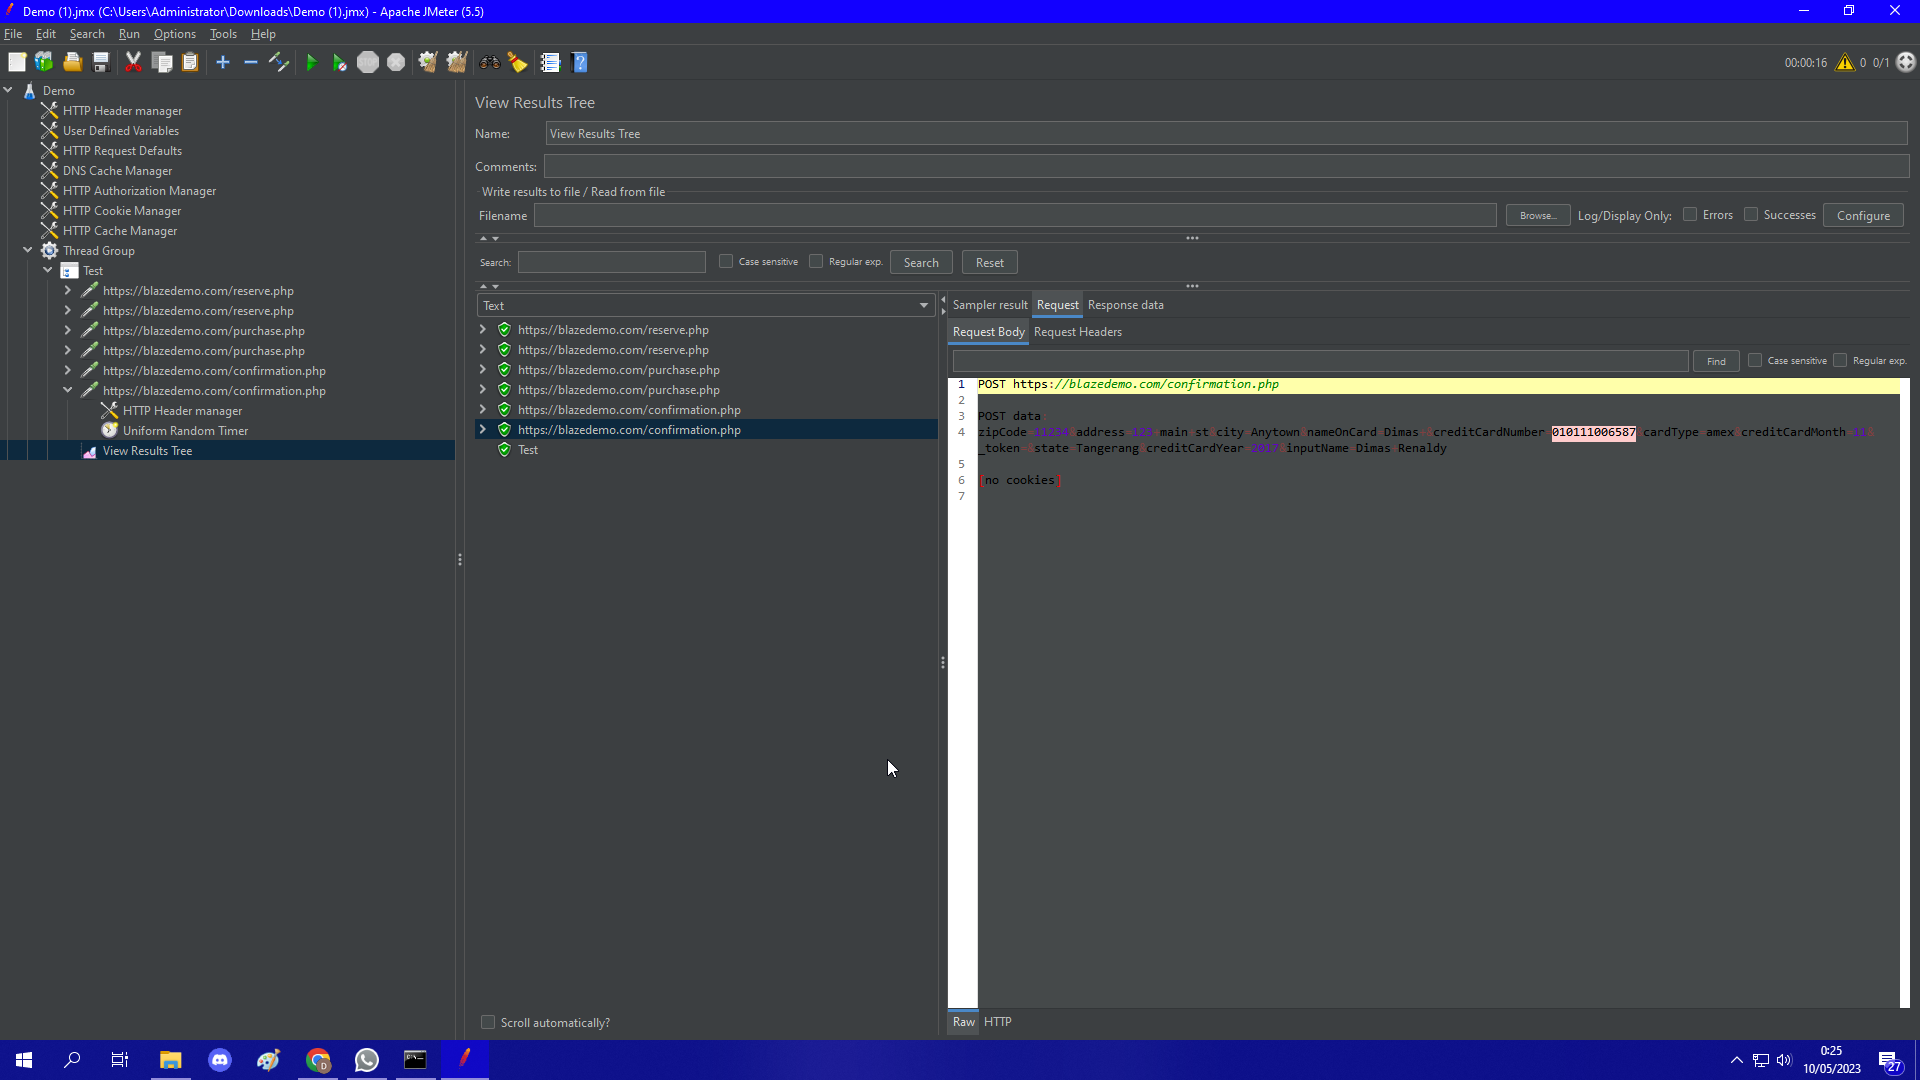 Demo (1).jmx (C:\Users\Administrator\Downloads\Demo (1).jmx) - Apache JMeter (5.5)
File Edit Search Run Options Tools Help
00:00:16 0 0/1
Demo
HTTP Header manager
User Defined Variables
HTTP Request Defaults
DNS Cache Manager
HTTP Authorization Manager
HTTP Cookie Manager
HTTP Cache Manager
Thread Group
Test
https://blazedemo.com/reserve.php
https://blazedemo.com/reserve.php
https://blazedemo.com/purchase.php
https://blazedemo.com/purchase.php
https://blazedemo.com/confirmation.php
https://blazedemo.com/confirmation.php
HTTP Header manager
Uniform Random Timer
View Results Tree
View Results Tree
Name: View Results Tree
Comments:
Write results to file / Read from file
Filename Browse... Log/Display Only: Errors Successes Configure
Search: Case sensitive Regular exp. Search Reset
Text
https://blazedemo.com/reserve.php
https://blazedemo.com/reserve.php
https://blazedemo.com/purchase.php
https://blazedemo.com/purchase.php
https://blazedemo.com/confirmation.php
https://blazedemo.com/confirmation.php
Test
Scroll automatically?
Sampler result Request Response data
Request Body Request Headers
Find Case sensitive Regular exp.
1 POST https://blazedemo.com/confirmation.php
2
3 POST data
4 zipCode 11234 address 123 main st city Anytown nameOnCard Dimas creditCardNumber 010111006587 cardType amex creditCardMonth 11
_token state Tangerang creditCardYear 2017 inputName Dimas Renaldy
5
6 [no cookies]
7
Raw HTTP
0:25
10/05/2023
27